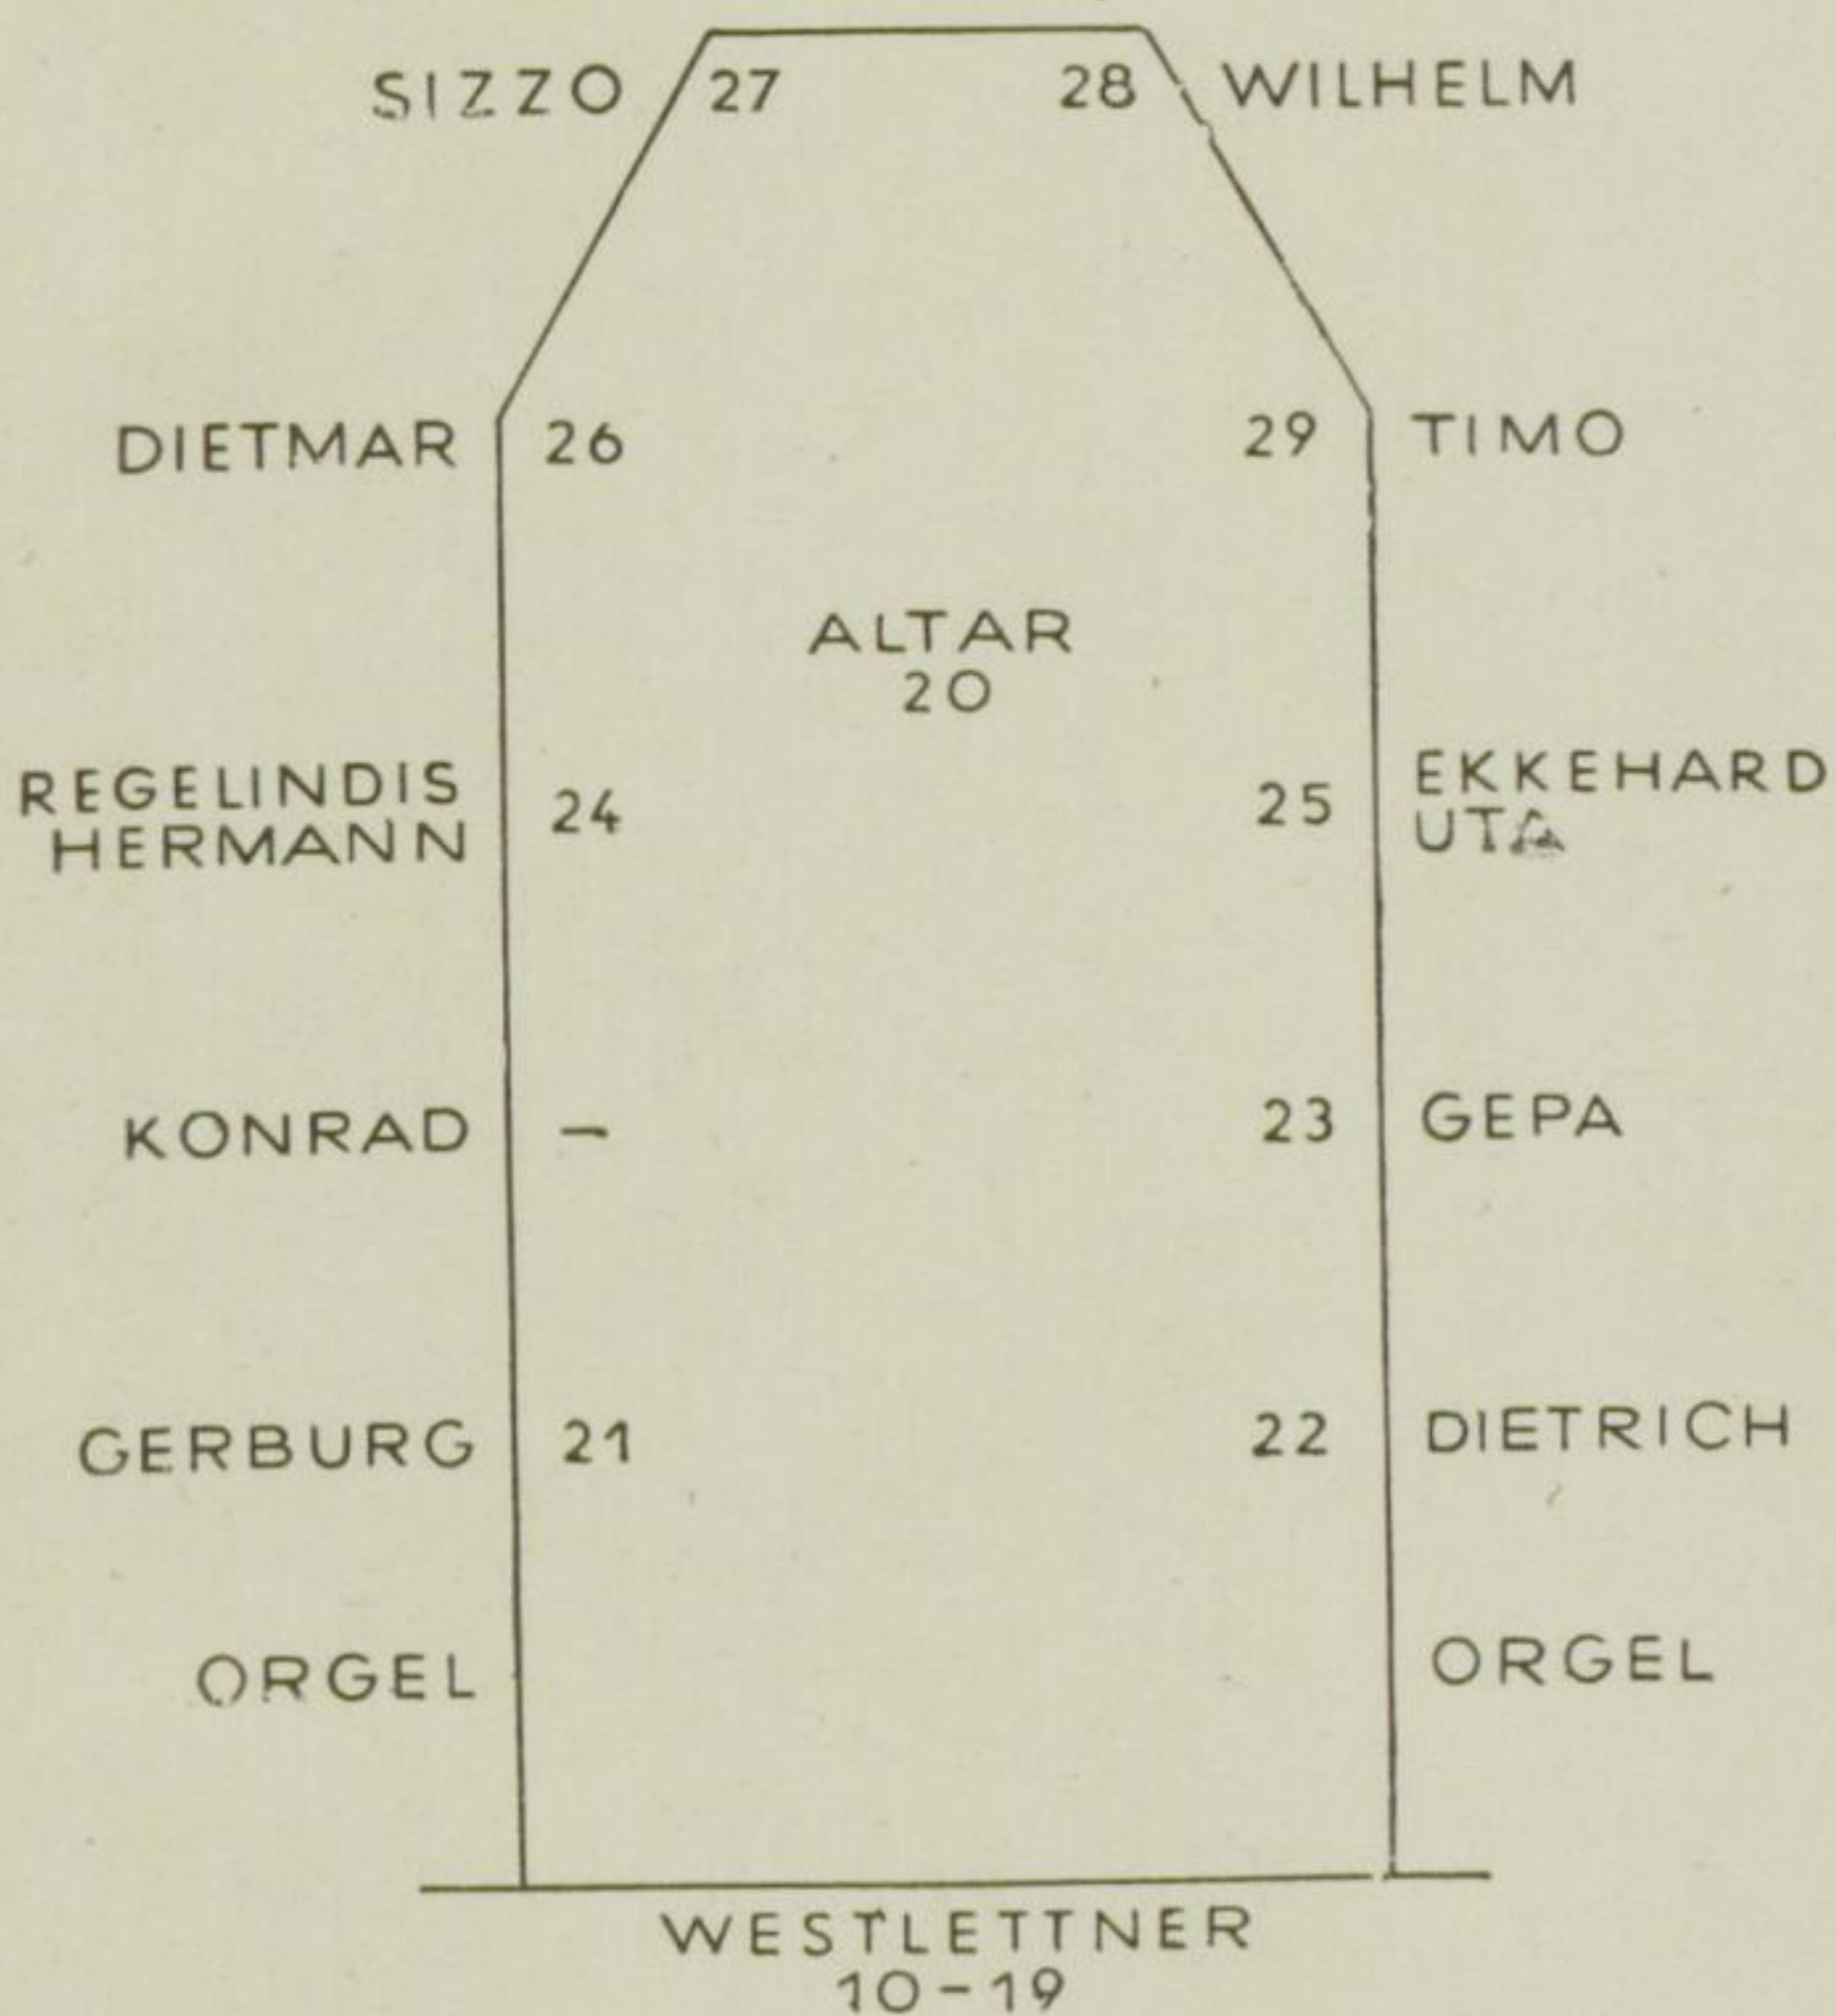 SIZZO 27 28 WILHELM
DIETMAR 26 29 TIMO
ALTAR
20
REGELINDIS
HERMANN
24 25
EKKEHARD
UTA
KONRAD – 23 GEPA
GERBURG 21 22 DIETRICH
ORGEL ORGEL
WESTLETTNER
10–19